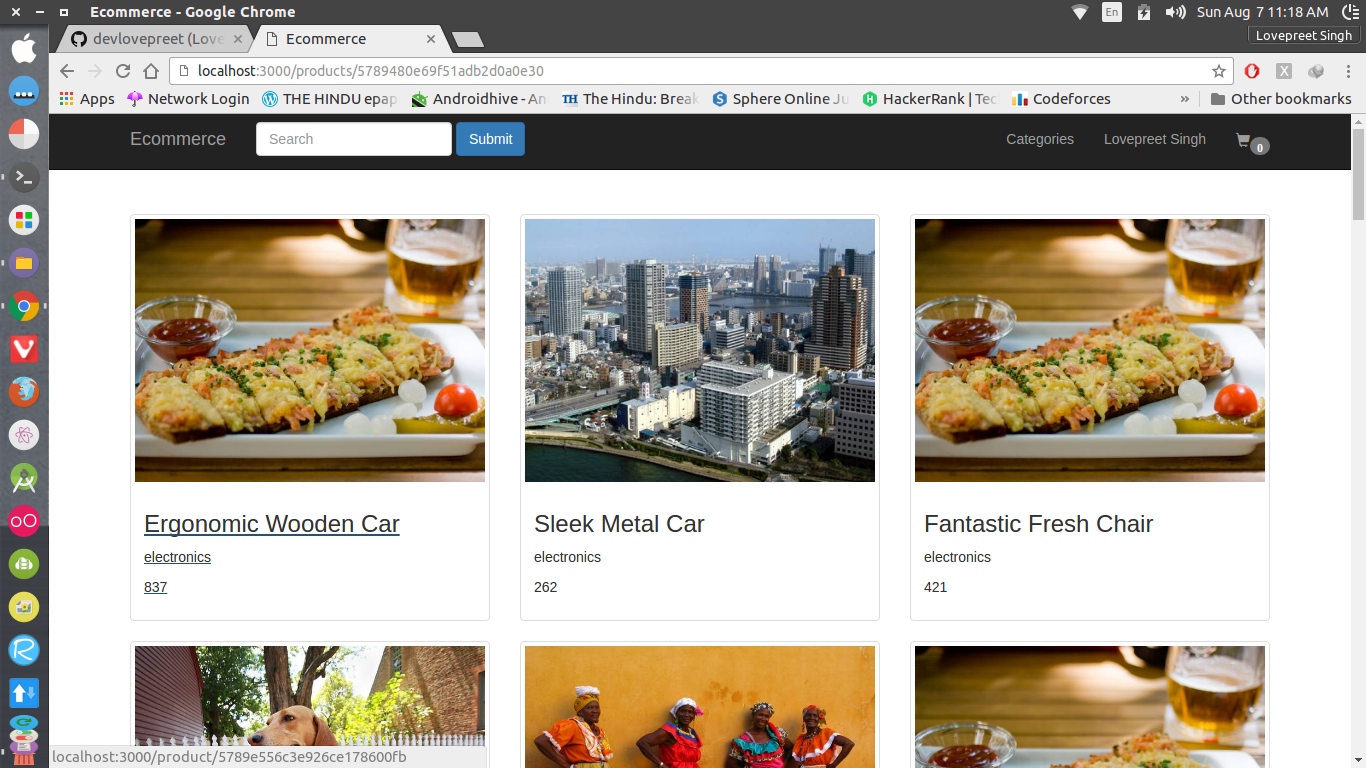 Ecommerce - Google Chrome
En
Sun Aug 7 11:18 AM
Lovepreet Singh
devlovepreet (Love
Ecommerce
localhost:3000/products/5789480e69f51adb2d0a0e30
Apps
Network Login
THE HINDU epap
Androidhive - An
TH
The Hindu: Break
Sphere Online Ju
HackerRank | Tec
Codeforces
»
Other bookmarks
Ecommerce
Search
Submit
Categories
Lovepreet Singh
0
Ergonomic Wooden Car
electronics
837
Sleek Metal Car
electronics
262
Fantastic Fresh Chair
electronics
421
localhost:3000/product/5789e556c3e926ce178600fb